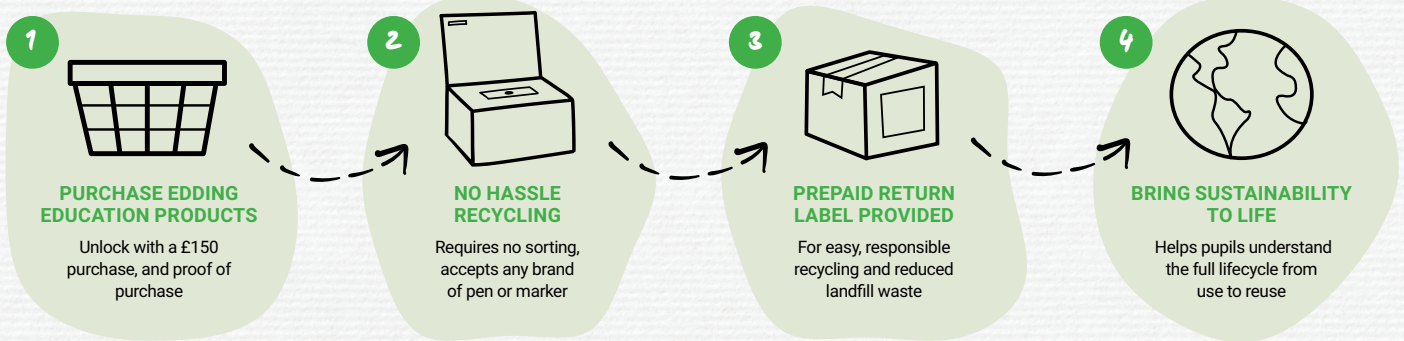 1
PURCHASE EDDING
EDUCATION PRODUCTS
Unlock with a £150
purchase, and proof of
purchase
2
NO HASSLE
RECYCLING
Requires no sorting,
accepts any brand
of pen or marker
3
PREPAID RETURN
LABEL PROVIDED
For easy, responsible
recycling and reduced
landfill waste
4
BRING SUSTAINABILITY
TO LIFE
Helps pupils understand
the full lifecycle from
use to reuse